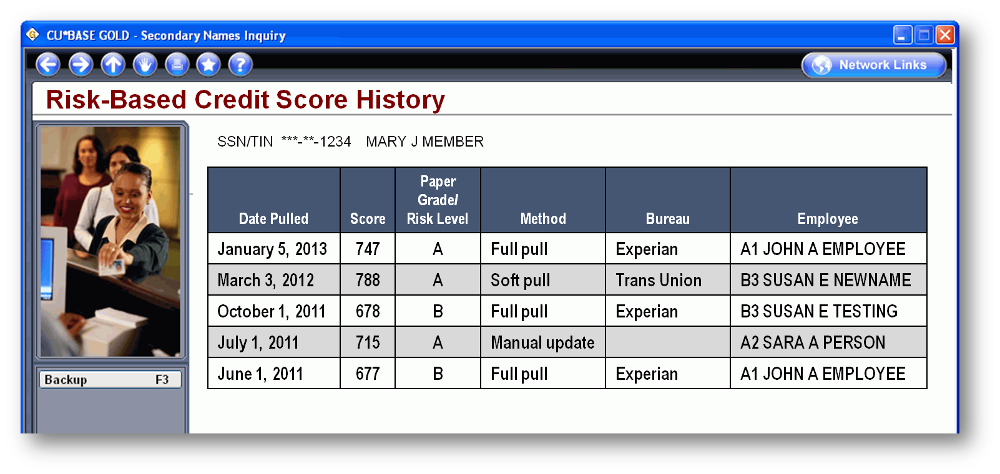 CU*BASE GOLD - Secondary Names Inquiry
? Network Links
Risk-Based Credit Score History
SSN/TIN ***-**-1234 MARY J MEMBER
Date Pulled Score Paper Grade/ Risk Level Method Bureau Employee
January 5, 2013 747 A Full pull Experian A1 JOHN A EMPLOYEE
March 3, 2012 788 A Soft pull Trans Union B3 SUSAN E NEWNAME
October 1, 2011 678 B Full pull Experian B3 SUSAN E TESTING
July 1, 2011 715 A Manual update A2 SARA A PERSON
June 1, 2011 677 B Full pull Experian A1 JOHN A EMPLOYEE
Backup F3